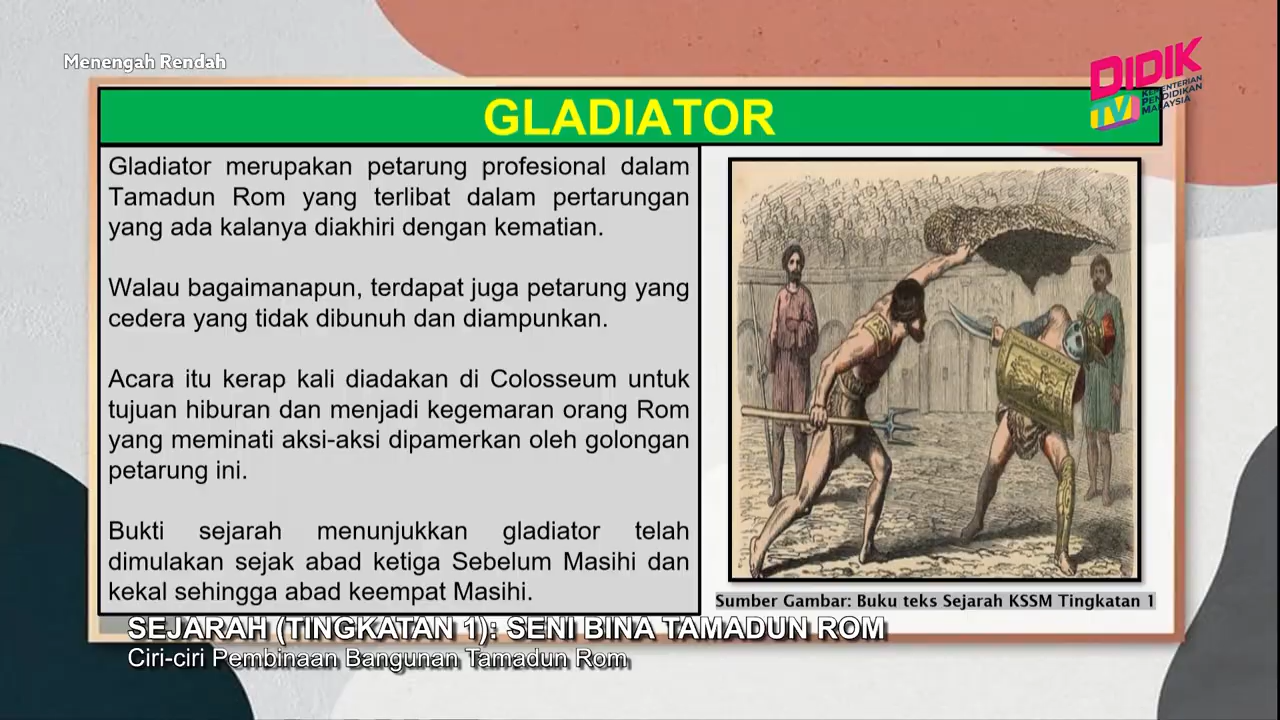 Menengah Rendah
DIDIK
TV
KEMENTERIAN
PENDIDIKAN
MALAYSIA
GLADIATOR
Gladiator merupakan petarung profesional dalam
Tamadun Rom yang terlibat dalam pertarungan
yang ada kalanya diakhiri dengan kematian.
Walau bagaimanapun, terdapat juga petarung yang
cedera yang tidak dibunuh dan diampunkan.
Acara itu kerap kali diadakan di Colosseum untuk
tujuan hiburan dan menjadi kegemaran orang Rom
yang meminati aksi-aksi dipamerkan oleh golongan
petarung ini.
Bukti sejarah menunjukkan gladiator telah
dimulakan sejak abad ketiga Sebelum Masihi dan
kekal sehingga abad keempat Masihi.
Sumber Gambar: Buku teks Sejarah KSSM Tingkatan 1
SEJARAH (TINGKATAN 1): SENI BINA TAMADUN ROM
Ciri-ciri Pembinaan Bangunan Tamadun Rom